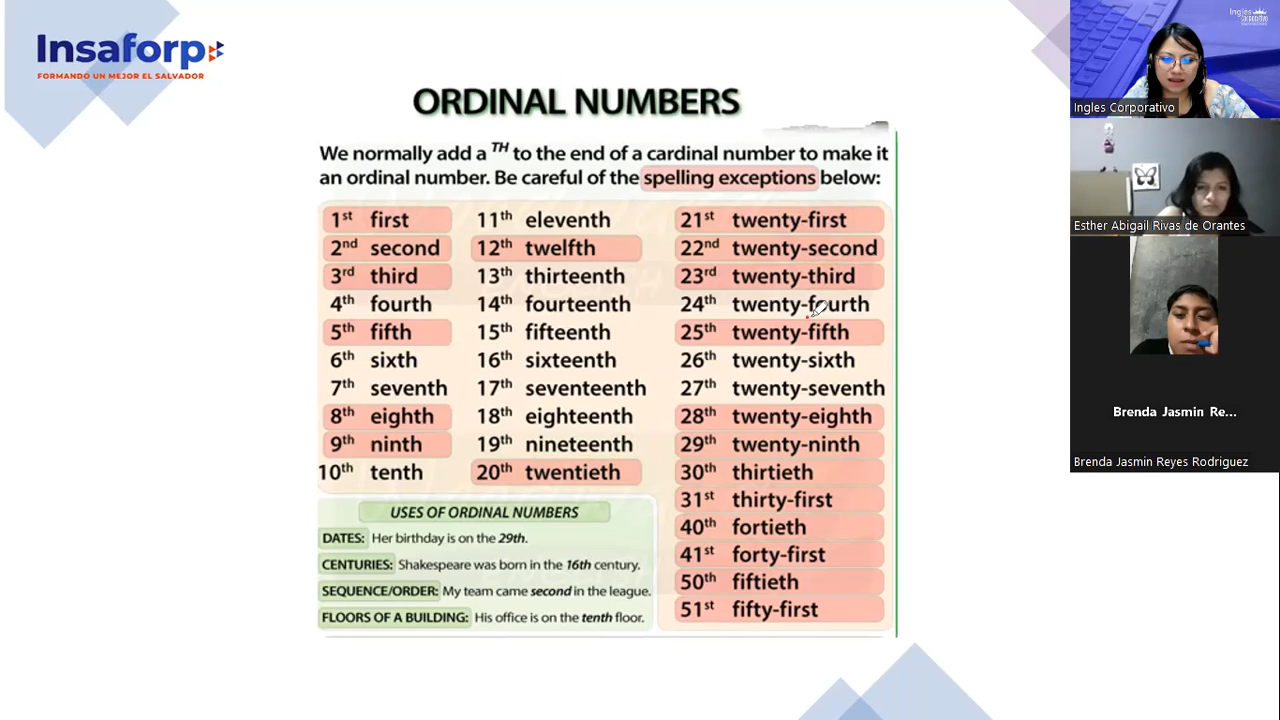 Insaforp
FORMANDO UN MEJOR EL SALVADOR
ORDINAL NUMBERS
We normally add a TH to the end of a cardinal number to make it
an ordinal number. Be careful of the spelling exceptions below:
1st first
2nd second
3rd third
4th fourth
5th fifth
6th sixth
7th seventh
8th eighth
9th ninth
10th tenth
11th eleventh
12th twelfth
13th thirteenth
14th fourteenth
15th fifteenth
16th sixteenth
17th seventeenth
18th eighteenth
19th nineteenth
20th twentieth
21st twenty-first
22nd twenty-second
23rd twenty-third
24th twenty-fourth
25th twenty-fifth
26th twenty-sixth
27th twenty-seventh
28th twenty-eighth
29th twenty-ninth
30th thirtieth
31st thirty-first
40th fortieth
41st forty-first
50th fiftieth
51st fifty-first
USES OF ORDINAL NUMBERS
DATES: Her birthday is on the 29th.
CENTURIES: Shakespeare was born in the 16th century.
SEQUENCE/ORDER: My team came second in the league.
FLOORS OF A BUILDING: His office is on the tenth floor.
Ingles
Ingles Corporativo
Esther Abigail Rivas de Orantes
Brenda Jasmin Re...
Brenda Jasmin Reyes Rodriguez